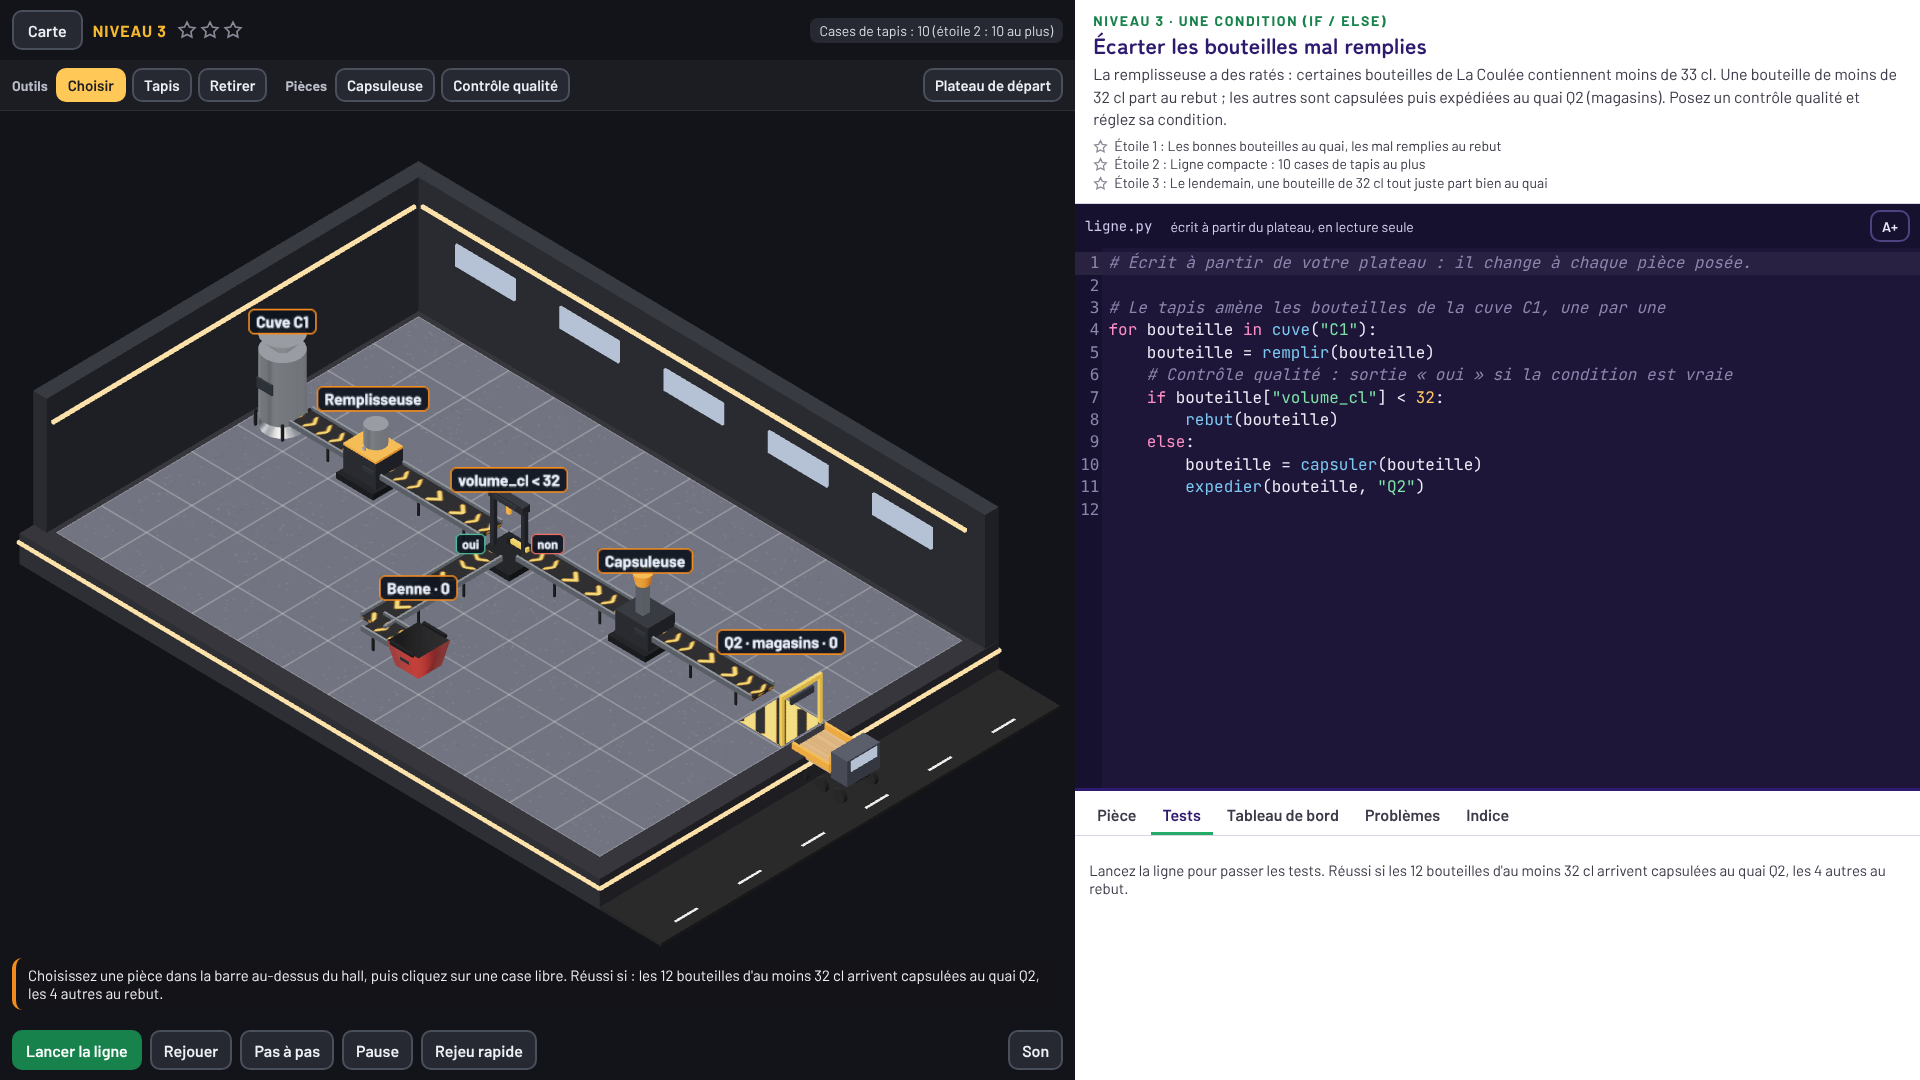 Carte
NIVEAU 3
Cases de tapis : 10 (étoile 2 : 10 au plus)
Outils
Choisir
Tapis
Retirer
Pièces
Capsuleuse
Contrôle qualité
Plateau de départ
Cuve C1
Remplisseuse
volume_cl < 32
oui
non
Capsuleuse
Benne · 0
Q2 · magasins · 0
Choisissez une pièce dans la barre au-dessus du hall, puis cliquez sur une case libre. Réussi si : les 12 bouteilles d'au moins 32 cl arrivent capsulées au quai Q2,
les 4 autres au rebut.
Lancer la ligne
Rejouer
Pas à pas
Pause
Rejeu rapide
Son
NIVEAU 3 · UNE CONDITION (IF / ELSE)
Écarter les bouteilles mal remplies
La remplisseuse a des ratés : certaines bouteilles de La Coulée contiennent moins de 33 cl. Une bouteille de moins de
32 cl part au rebut ; les autres sont capsulées puis expédiées au quai Q2 (magasins). Posez un contrôle qualité et
réglez sa condition.
Étoile 1 : Les bonnes bouteilles au quai, les mal remplies au rebut
Étoile 2 : Ligne compacte : 10 cases de tapis au plus
Étoile 3 : Le lendemain, une bouteille de 32 cl tout juste part bien au quai
ligne.py
écrit à partir du plateau, en lecture seule
A+
1 # Écrit à partir de votre plateau : il change à chaque pièce posée.
2
3 # Le tapis amène les bouteilles de la cuve C1, une par une
4 for bouteille in cuve("C1"):
5     bouteille = remplir(bouteille)
6     # Contrôle qualité : sortie « oui » si la condition est vraie
7     if bouteille["volume_cl"] < 32:
8         rebut(bouteille)
9     else:
10         bouteille = capsuler(bouteille)
11         expedier(bouteille, "Q2")
12
Pièce
Tests
Tableau de bord
Problèmes
Indice
Lancez la ligne pour passer les tests. Réussi si les 12 bouteilles d'au moins 32 cl arrivent capsulées au quai Q2, les 4 autres au
rebut.